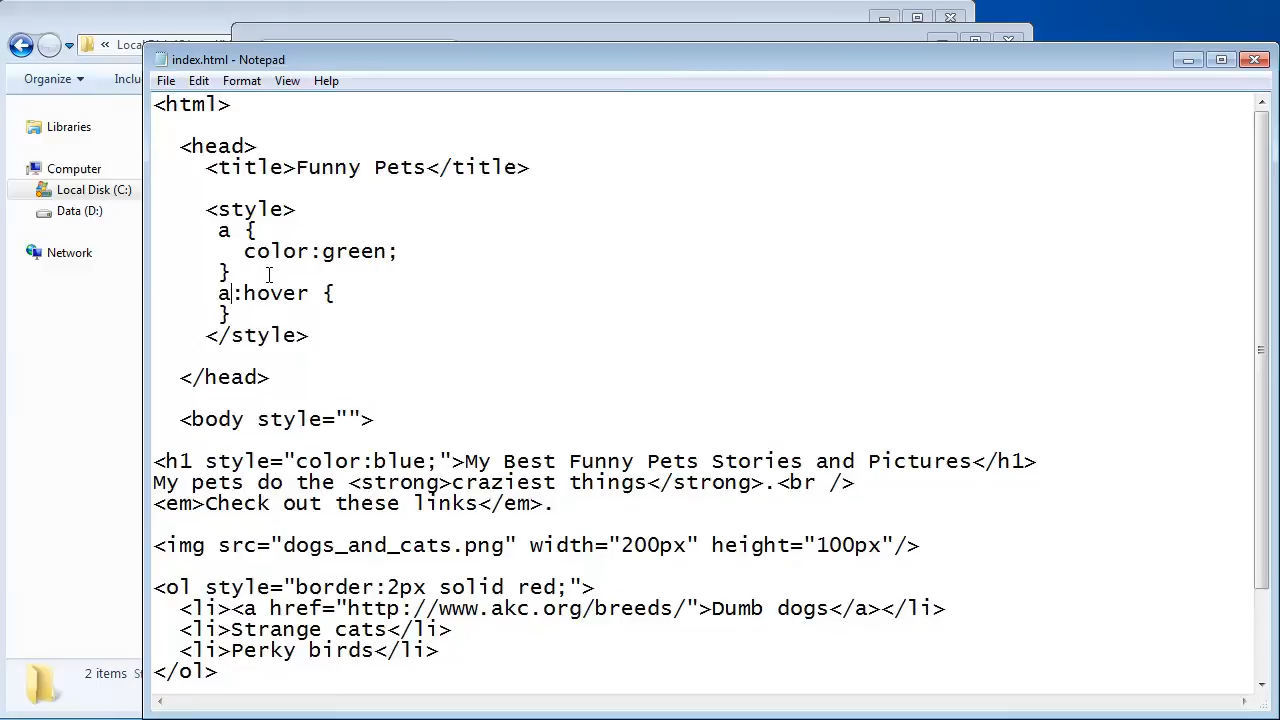 Local Disk
index.html - Notepad
Organize
Inclu
File Edit Format View Help
Libraries
Computer
Local Disk (C:)
Data (D:)
Network
2 items
<html>
<head>
<title>Funny Pets</title>
<style>
a {
color:green;
}
a:hover {
}
</style>
</head>
<body style="">
<h1 style="color:blue;">My Best Funny Pets Stories and Pictures</h1>
My pets do the <strong>craziest things</strong>.<br />
<em>Check out these links</em>.
<img src="dogs_and_cats.png" width="200px" height="100px"/>
<ol style="border:2px solid red;">
<li><a href="http://www.akc.org/breeds/">Dumb dogs</a></li>
<li>Strange cats</li>
<li>Perky birds</li>
</ol>